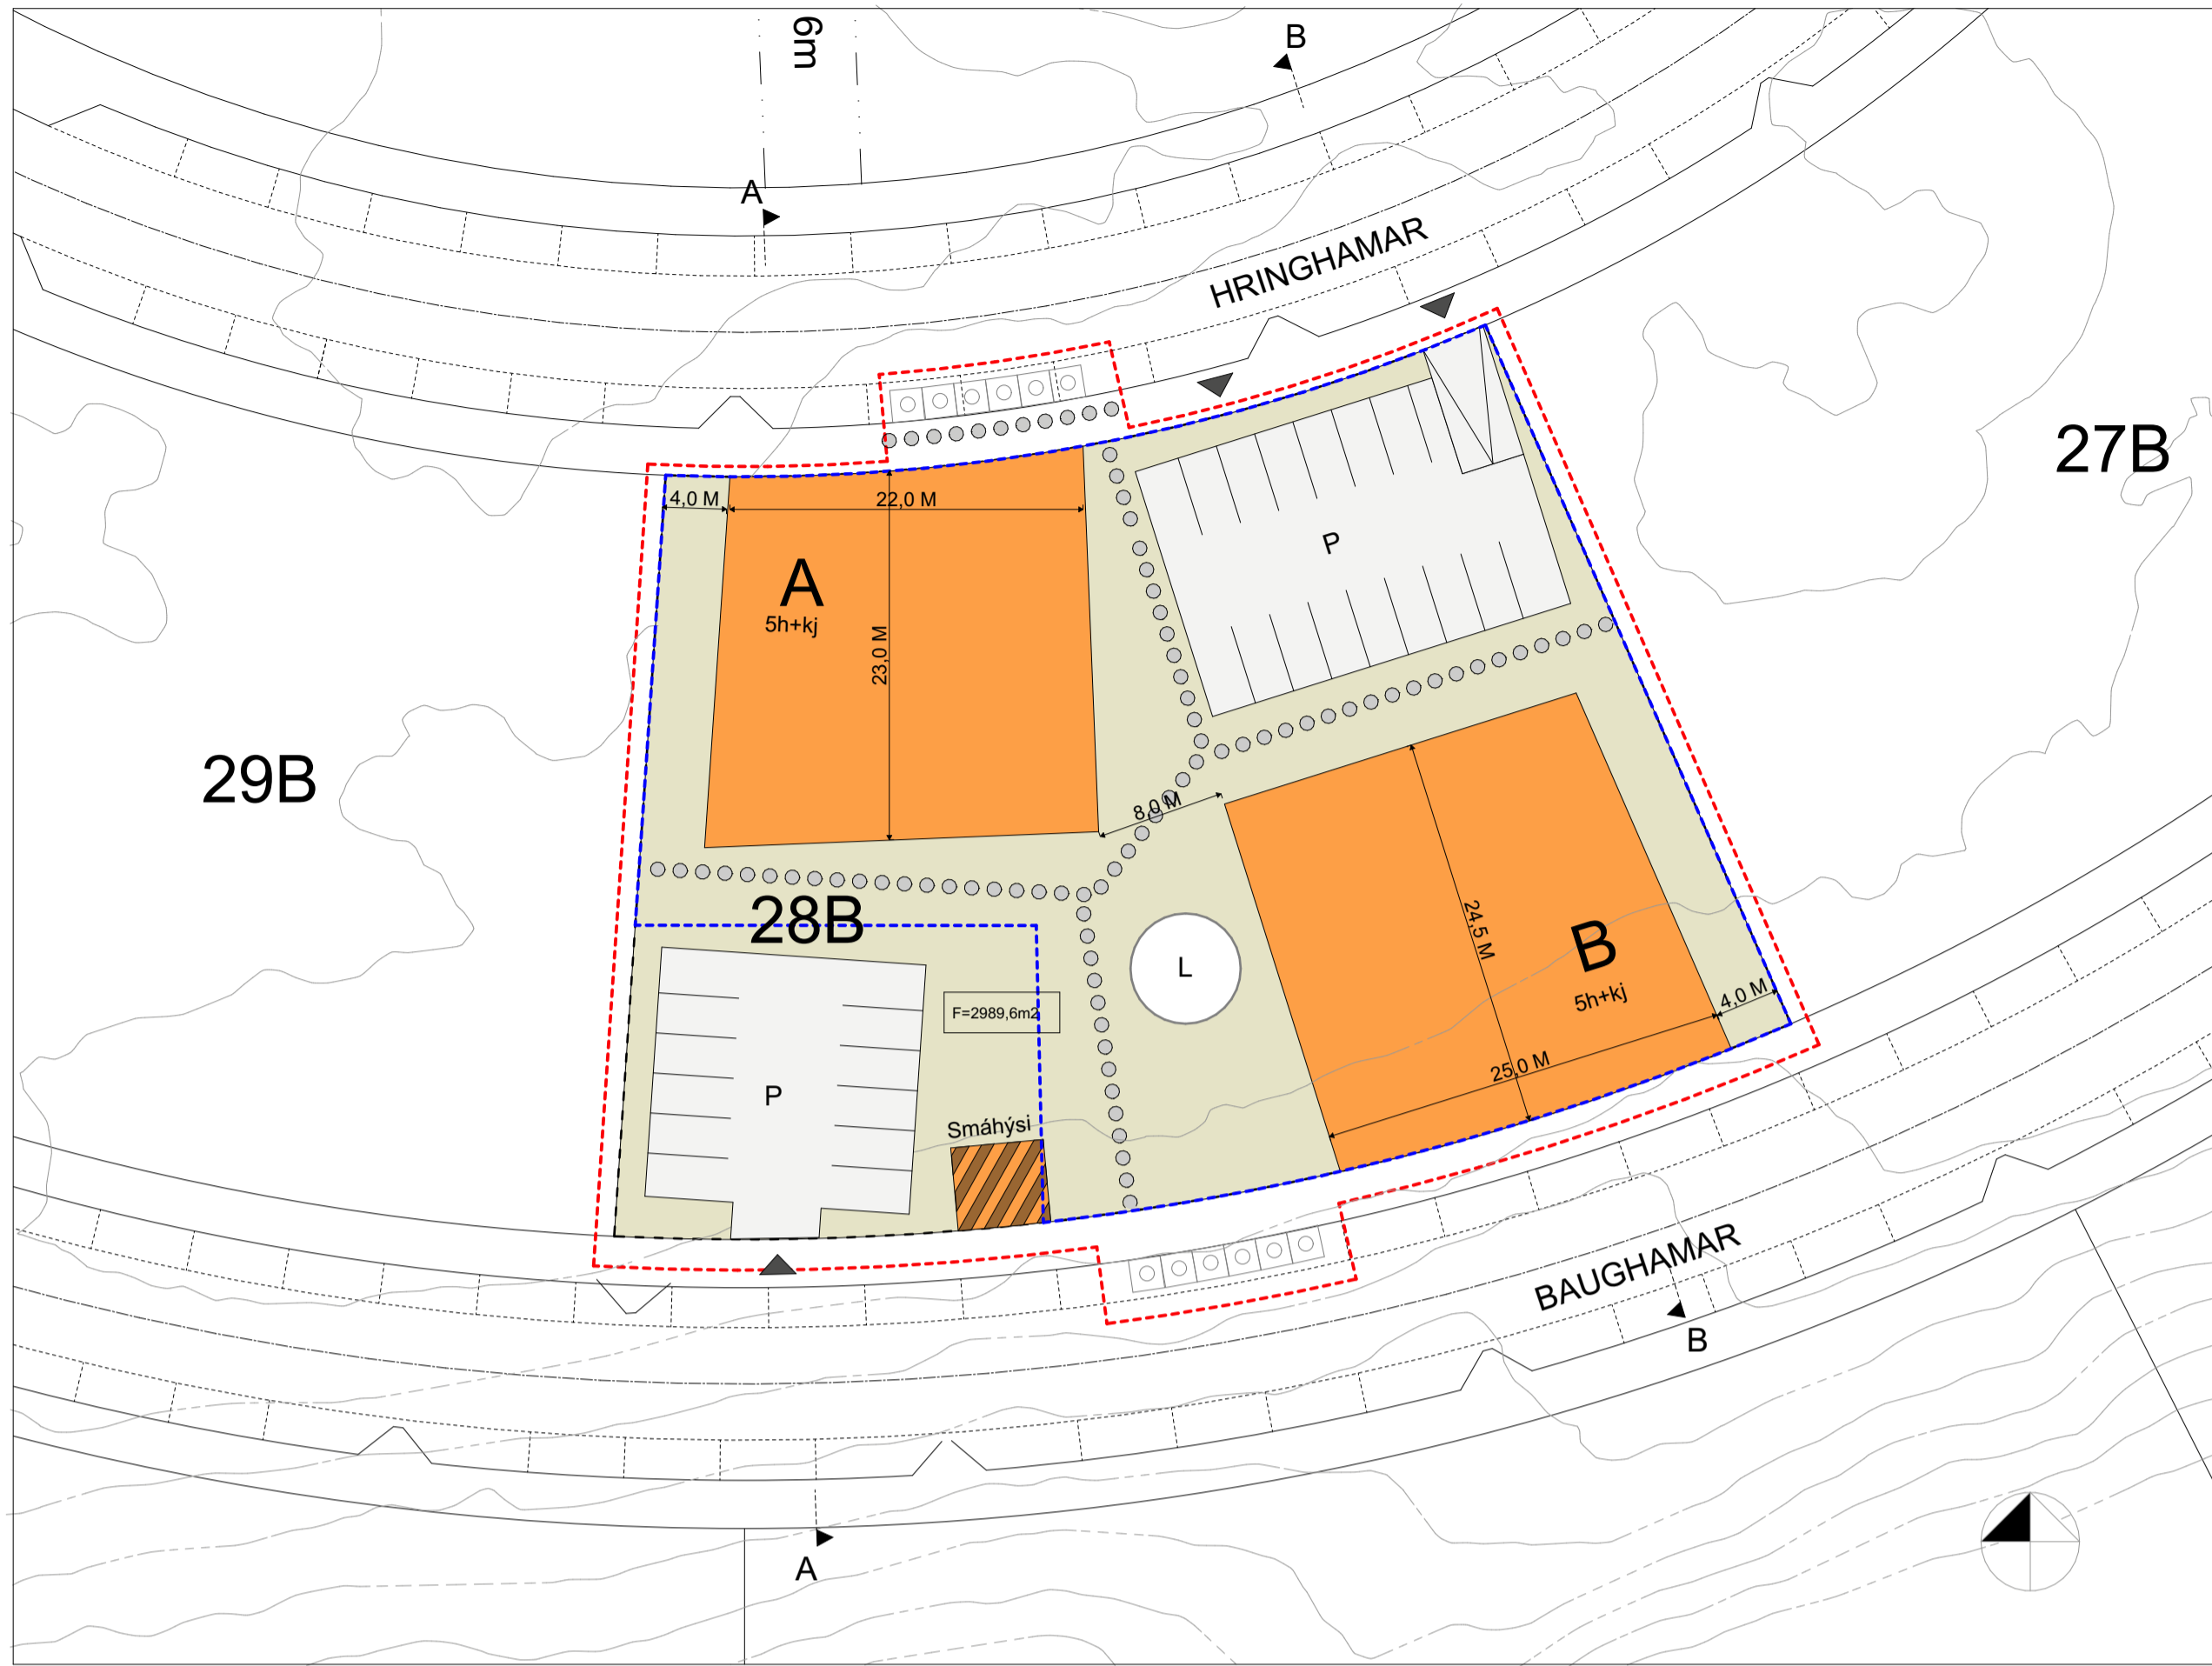 6m
B
A
HRINGHAMAR
27B
4,0 M
22,0 M
P
A
5h+kj
23,0 M
29B
8,0 M
28B
24,5 M
B
5h+kj
L
4,0 M
F=2989,6m2
25,0 M
P
Smáhýsi
BAUGHAMAR
B
A